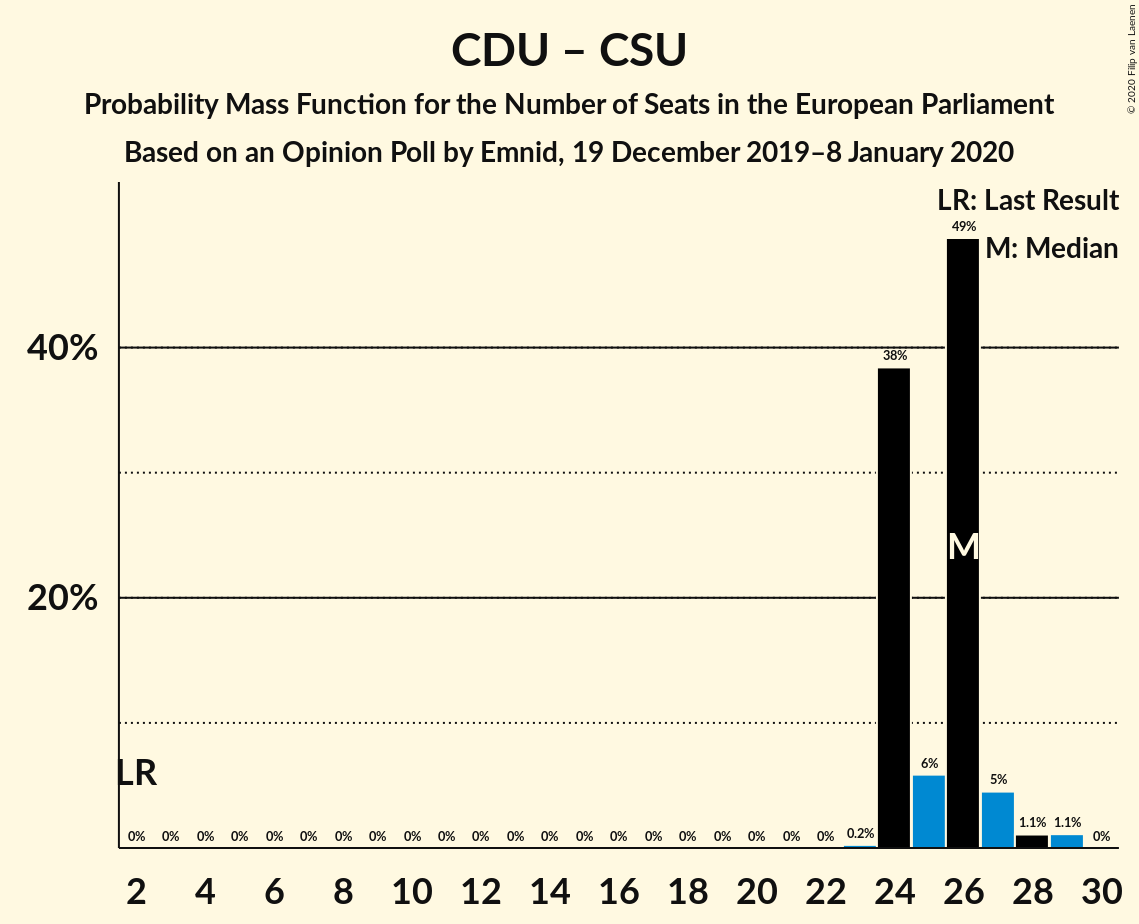 CDU – CSU
Probability Mass Function for the Number of Seats in the European Parliament
Based on an Opinion Poll by Emnid, 19 December 2019–8 January 2020
© 2020 Filip van Laenen
LR: Last Result
M: Median
49%
40%
38%
M
20%
LR
6%
5%
0% 0% 0% 0% 0% 0% 0% 0% 0% 0% 0% 0% 0% 0% 0% 0% 0% 0% 0% 0% 0% 0.2% 1.1% 1.1% 0%
2 4 6 8 10 12 14 16 18 20 22 24 26 28 30